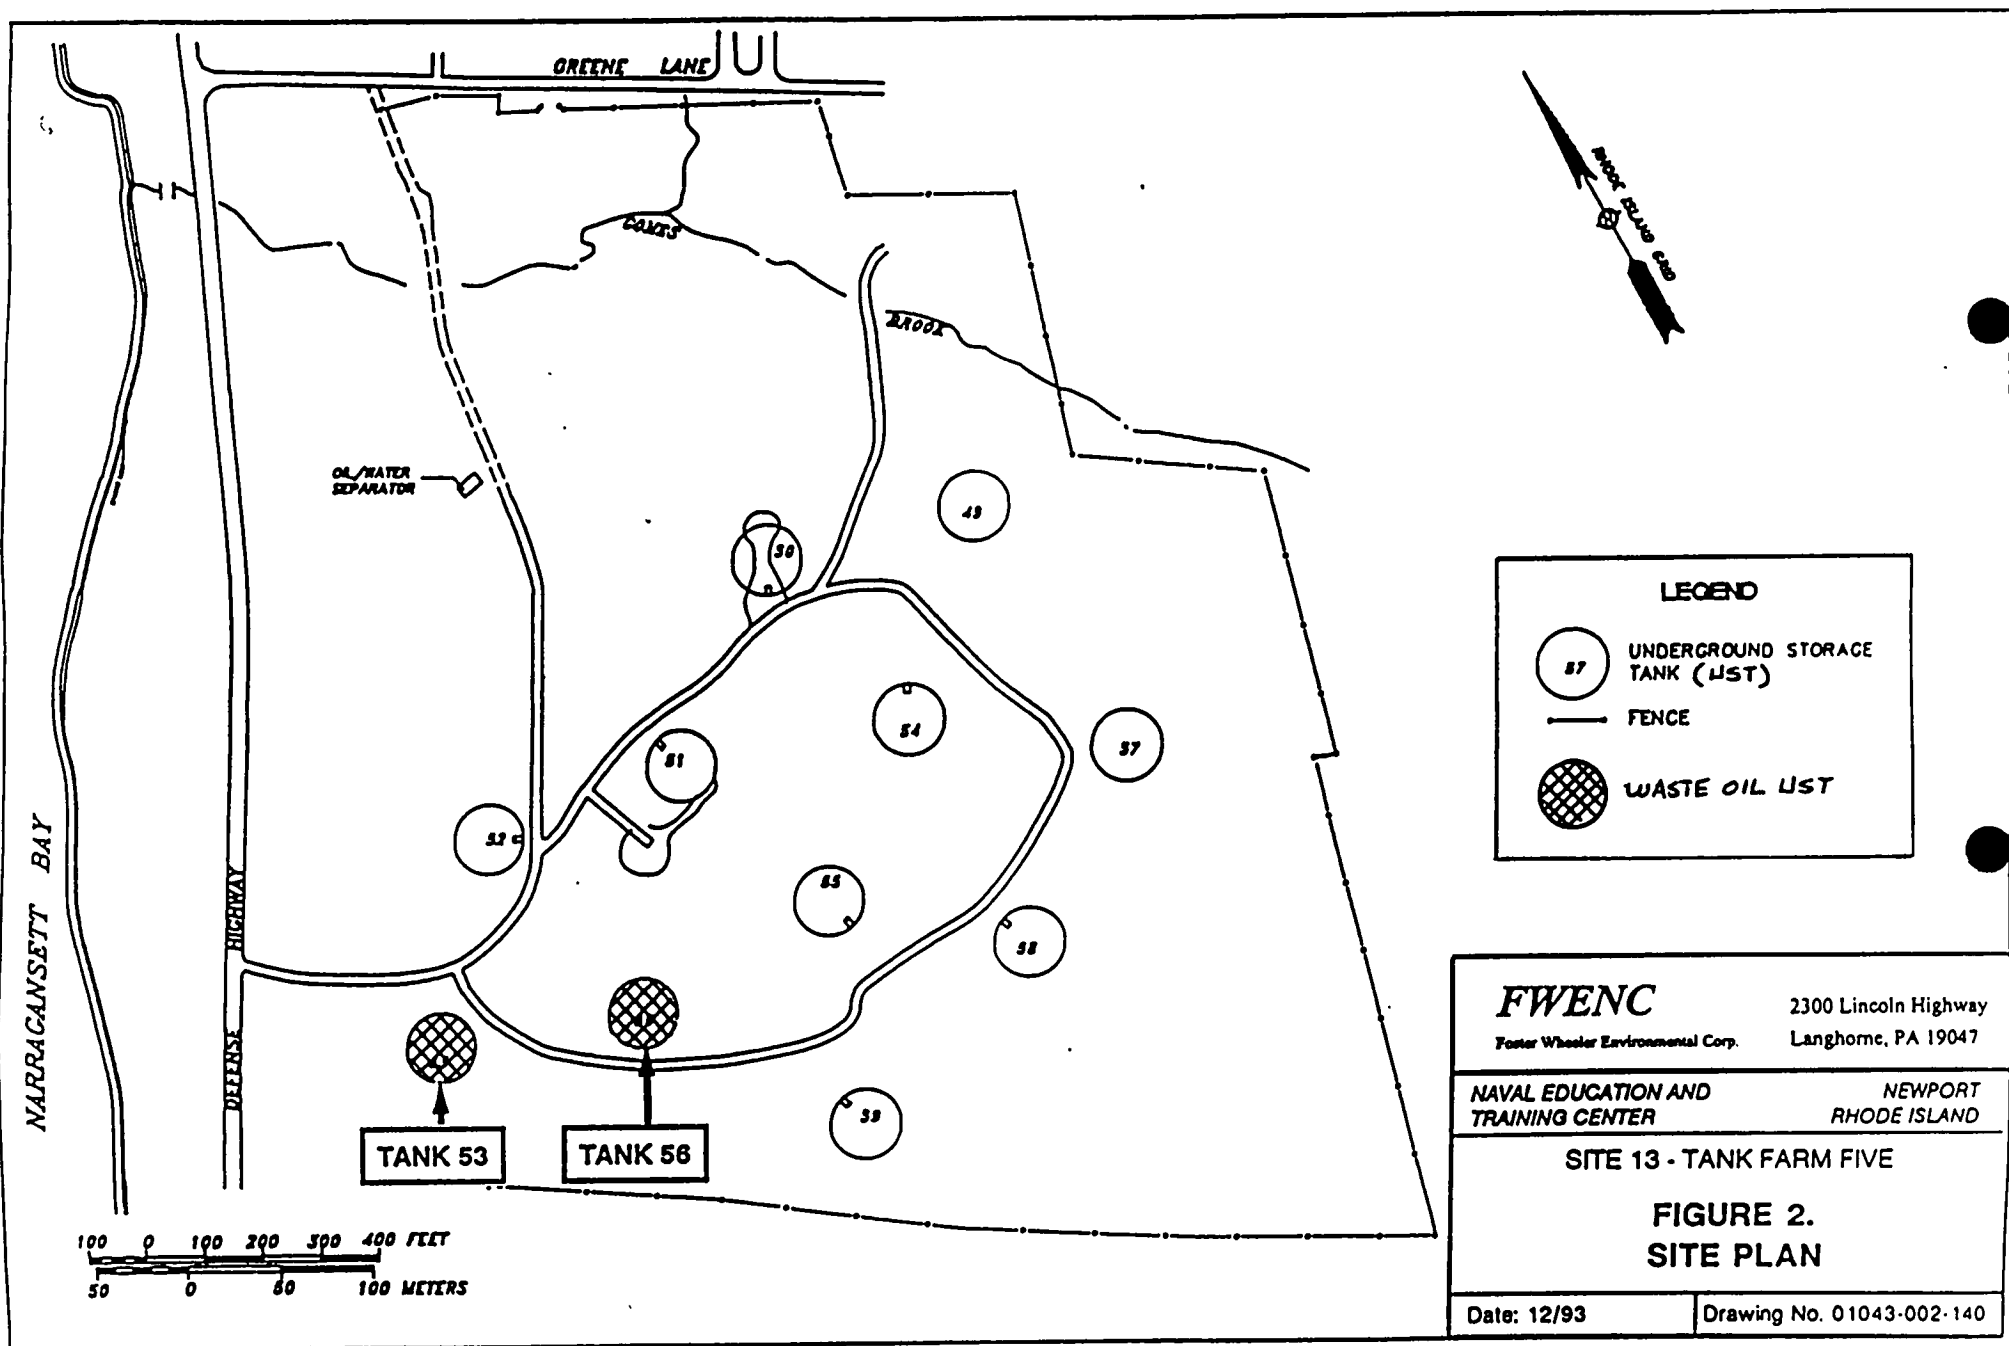 GREENE LANE
GOMES
BROOK
RHODE ISLAND GRID
OIL/WATER
SEPARATOR
49
50
54
57
51
52
55
58
59
TANK 53
TANK 56
NARRAGANSETT BAY
DEFENSE HIGHWAY
100 0 100 200 300 400 FEET
50 0 50 100 METERS
LEGEND
57
UNDERGROUND STORAGE
TANK (UST)
FENCE
WASTE OIL UST
FWENC
Foster Wheeler Environmental Corp.
2300 Lincoln Highway
Langhorne, PA 19047
NAVAL EDUCATION AND
TRAINING CENTER
NEWPORT
RHODE ISLAND
SITE 13 - TANK FARM FIVE
FIGURE 2.
SITE PLAN
Date: 12/93
Drawing No. 01043-002-140